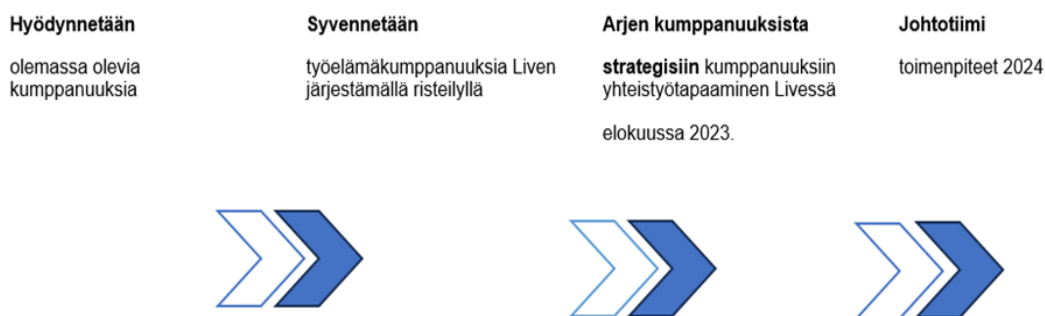 Hyödynnetään
olemassa olevia
kumppanuuksia
Syvennetään
työelämäkumppanuuksia Liven
järjestämällä risteilyllä
Arjen kumppanuuksista
strategisiin kumppanuuksiin
yhteistyötapaaminen Livessä
elokuussa 2023.
Johtotiimi
toimenpiteet 2024